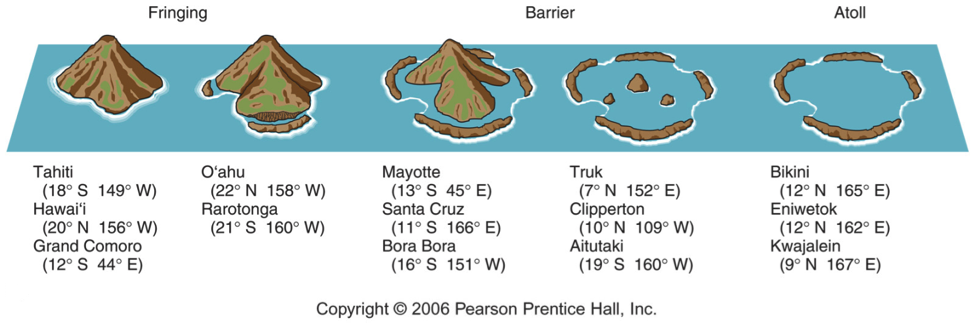 Fringing
Barrier
Atoll
Tahiti
(18° S 149° W)
Hawai‘i
(20° N 156° W)
Grand Comoro
(12° S 44° E)
O‘ahu
(22° N 158° W)
Rarotonga
(21° S 160° W)
Mayotte
(13° S 45° E)
Santa Cruz
(11° S 166° E)
Bora Bora
(16° S 151° W)
Truk
(7° N 152° E)
Clipperton
(10° N 109° W)
Aitutaki
(19° S 160° W)
Bikini
(12° N 165° E)
Eniwetok
(12° N 162° E)
Kwajalein
(9° N 167° E)
Copyright © 2006 Pearson Prentice Hall, Inc.